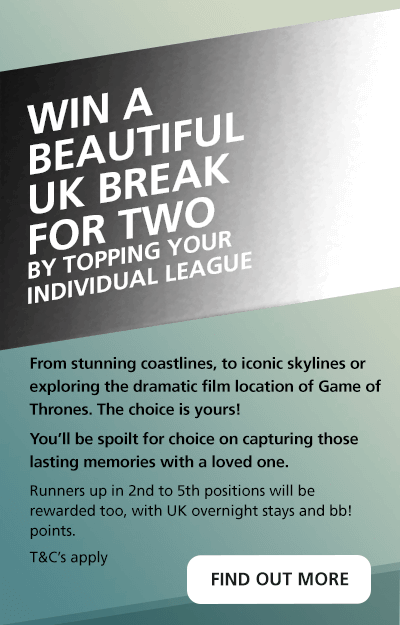 WIN A
BEAUTIFUL
UK BREAK
FOR TWO
BY TOPPING YOUR
INDIVIDUAL LEAGUE
From stunning coastlines, to iconic skylines or
exploring the dramatic film location of Game of
Thrones. The choice is yours!
You'll be spoilt for choice on capturing those
lasting memories with a loved one.
Runners up in 2nd to 5th positions will be
rewarded too, with UK overnight stays and bb!
points.
T&C's apply
FIND OUT MORE